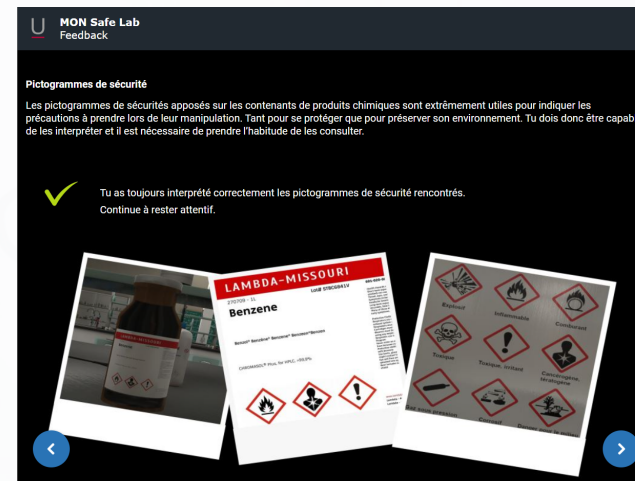 MON Safe Lab
Feedback
Pictogrammes de sécurité
Les pictogrammes de sécurités apposés sur les contenants de produits chimiques sont extrêmement utiles pour indiquer les
précautions à prendre lors de leur manipulation. Tant pour se protéger que pour préserver son environnement. Tu dois donc être capab
de les interpréter et il est nécessaire de prendre l'habitude de les consulter.
Tu as toujours interprété correctement les pictogrammes de sécurité rencontrés.
Continue à rester attentif.
LAMBDA-MISSOURI
LAMBDA-MISSOURI
270709 - 1L
Benzene
Explosif
Inflammable
Comburant
Toxique
Toxique, irritant
Cancérogène,
tératogène
Gaz sous pression
Corrosif